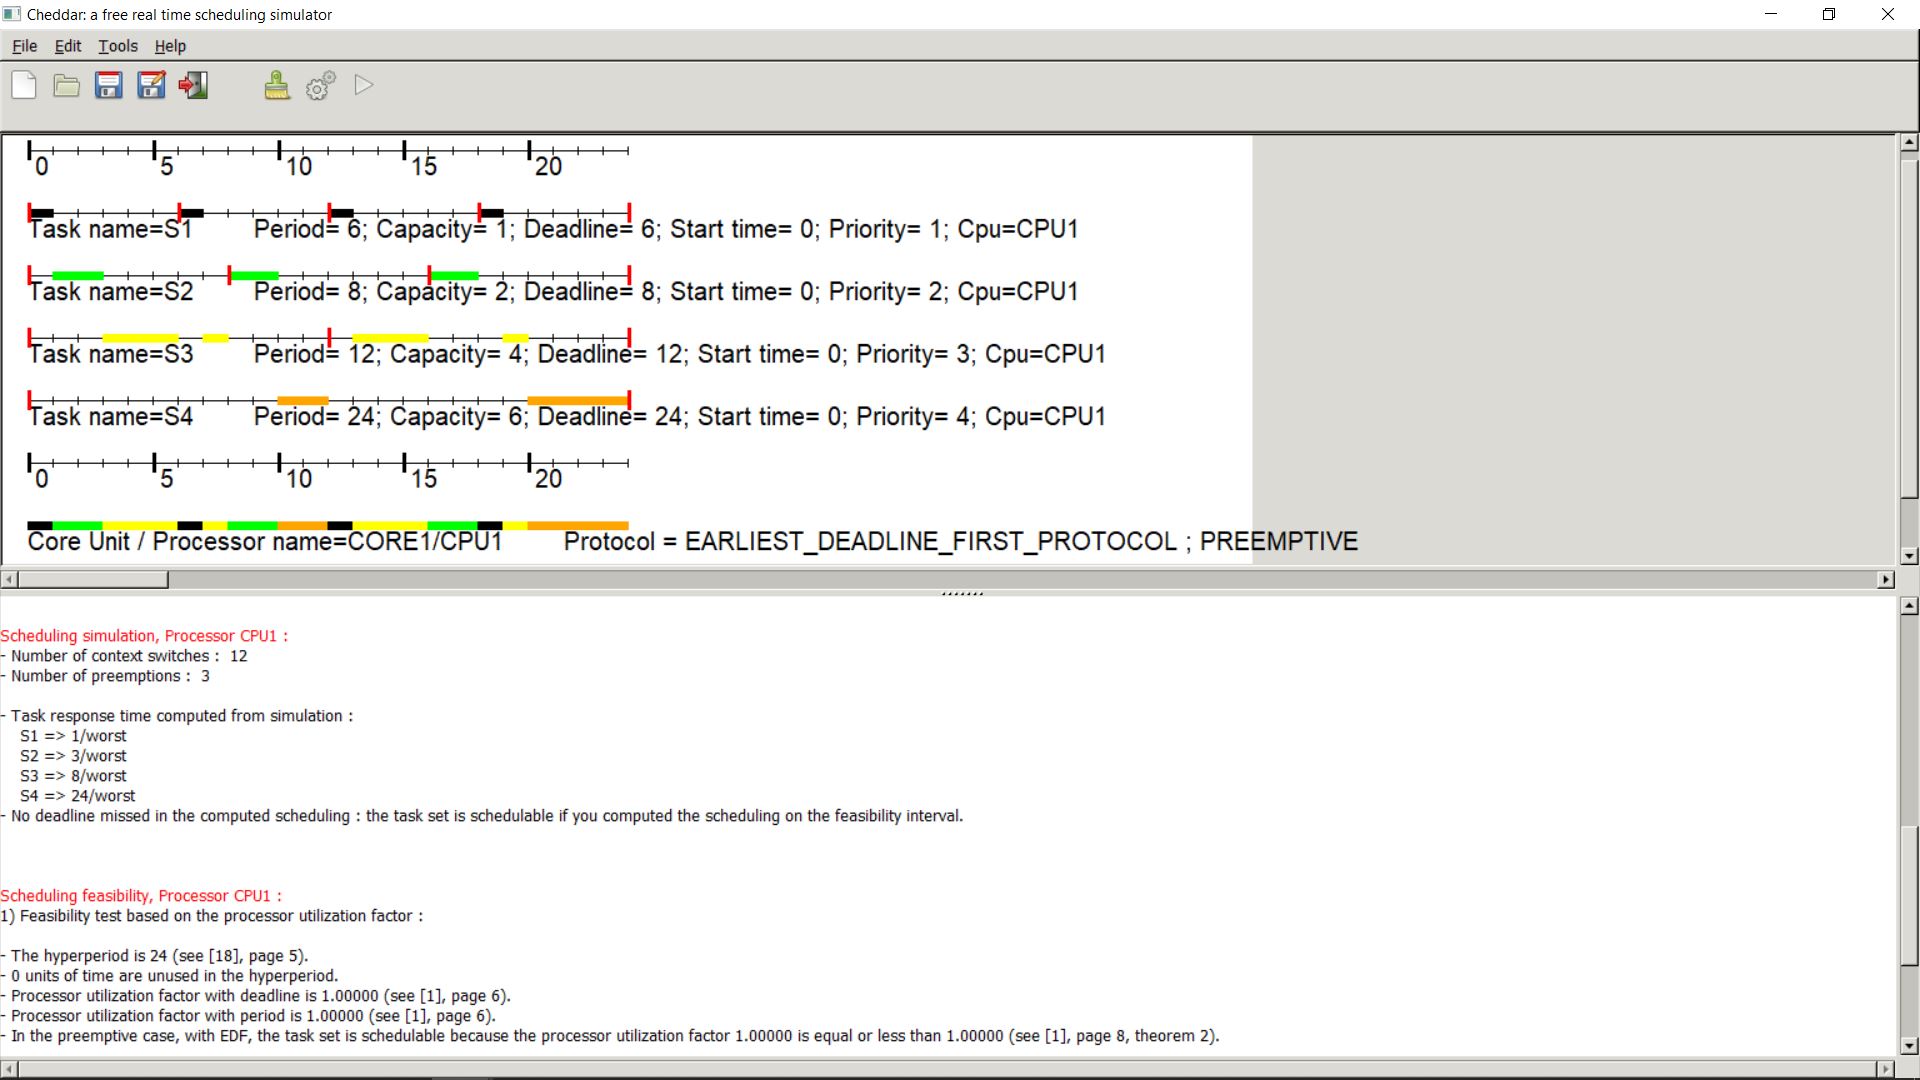 Cheddar: a free real time scheduling simulator
File Edit Tools Help
0 5 10 15 20
Task name=S1 Period= 6; Capacity= 1; Deadline= 6; Start time= 0; Priority= 1; Cpu=CPU1
Task name=S2 Period= 8; Capacity= 2; Deadline= 8; Start time= 0; Priority= 2; Cpu=CPU1
Task name=S3 Period= 12; Capacity= 4; Deadline= 12; Start time= 0; Priority= 3; Cpu=CPU1
Task name=S4 Period= 24; Capacity= 6; Deadline= 24; Start time= 0; Priority= 4; Cpu=CPU1
0 5 10 15 20
Core Unit / Processor name=CORE1/CPU1 Protocol = EARLIEST_DEADLINE_FIRST_PROTOCOL ; PREEMPTIVE
Scheduling simulation, Processor CPU1 :
- Number of context switches : 12
- Number of preemptions : 3
- Task response time computed from simulation :
S1 => 1/worst
S2 => 3/worst
S3 => 8/worst
S4 => 24/worst
- No deadline missed in the computed scheduling : the task set is schedulable if you computed the scheduling on the feasibility interval.
Scheduling feasibility, Processor CPU1 :
1) Feasibility test based on the processor utilization factor :
- The hyperperiod is 24 (see [18], page 5).
- 0 units of time are unused in the hyperperiod.
- Processor utilization factor with deadline is 1.00000 (see [1], page 6).
- Processor utilization factor with period is 1.00000 (see [1], page 6).
- In the preemptive case, with EDF, the task set is schedulable because the processor utilization factor 1.00000 is equal or less than 1.00000 (see [1], page 8, theorem 2).